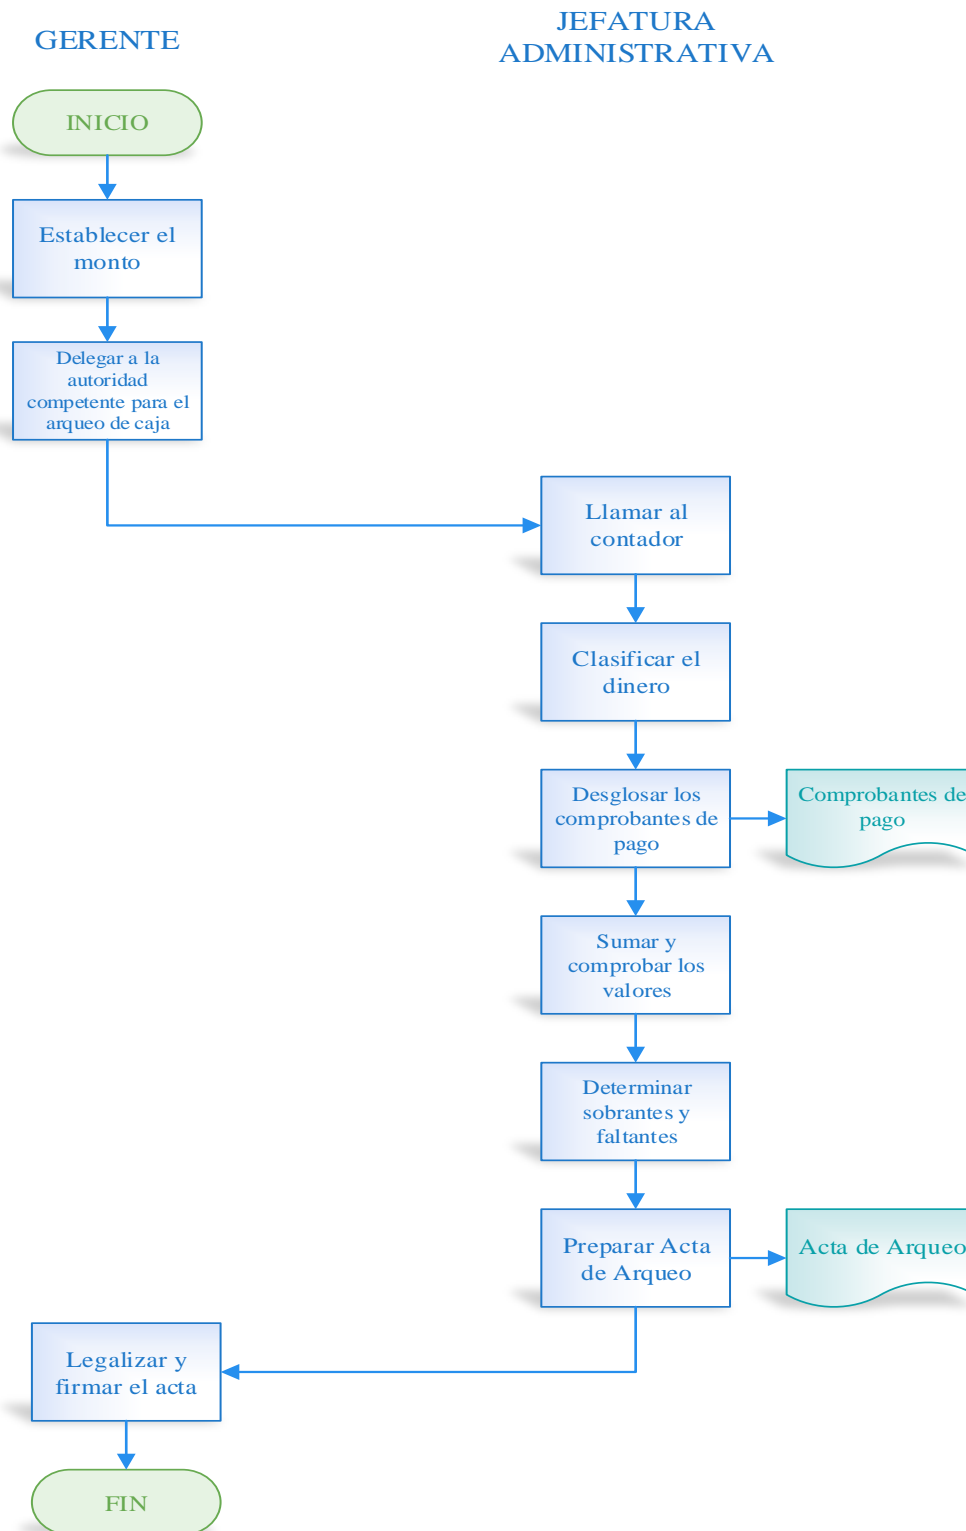 GERENTE
JEFATURA
ADMINISTRATIVA
INICIO
Establecer el
monto
Delegar a la
autoridad
competente para el
arqueo de caja
Llamar al
contador
Clasificar el
dinero
Desglosar los
comprobantes de
pago
Comprobantes de
pago
Sumar y
comprobar los
valores
Determinar
sobrantes y
faltantes
Preparar Acta
de Arqueo
Acta de Arqueo
Legalizar y
firmar el acta
FIN